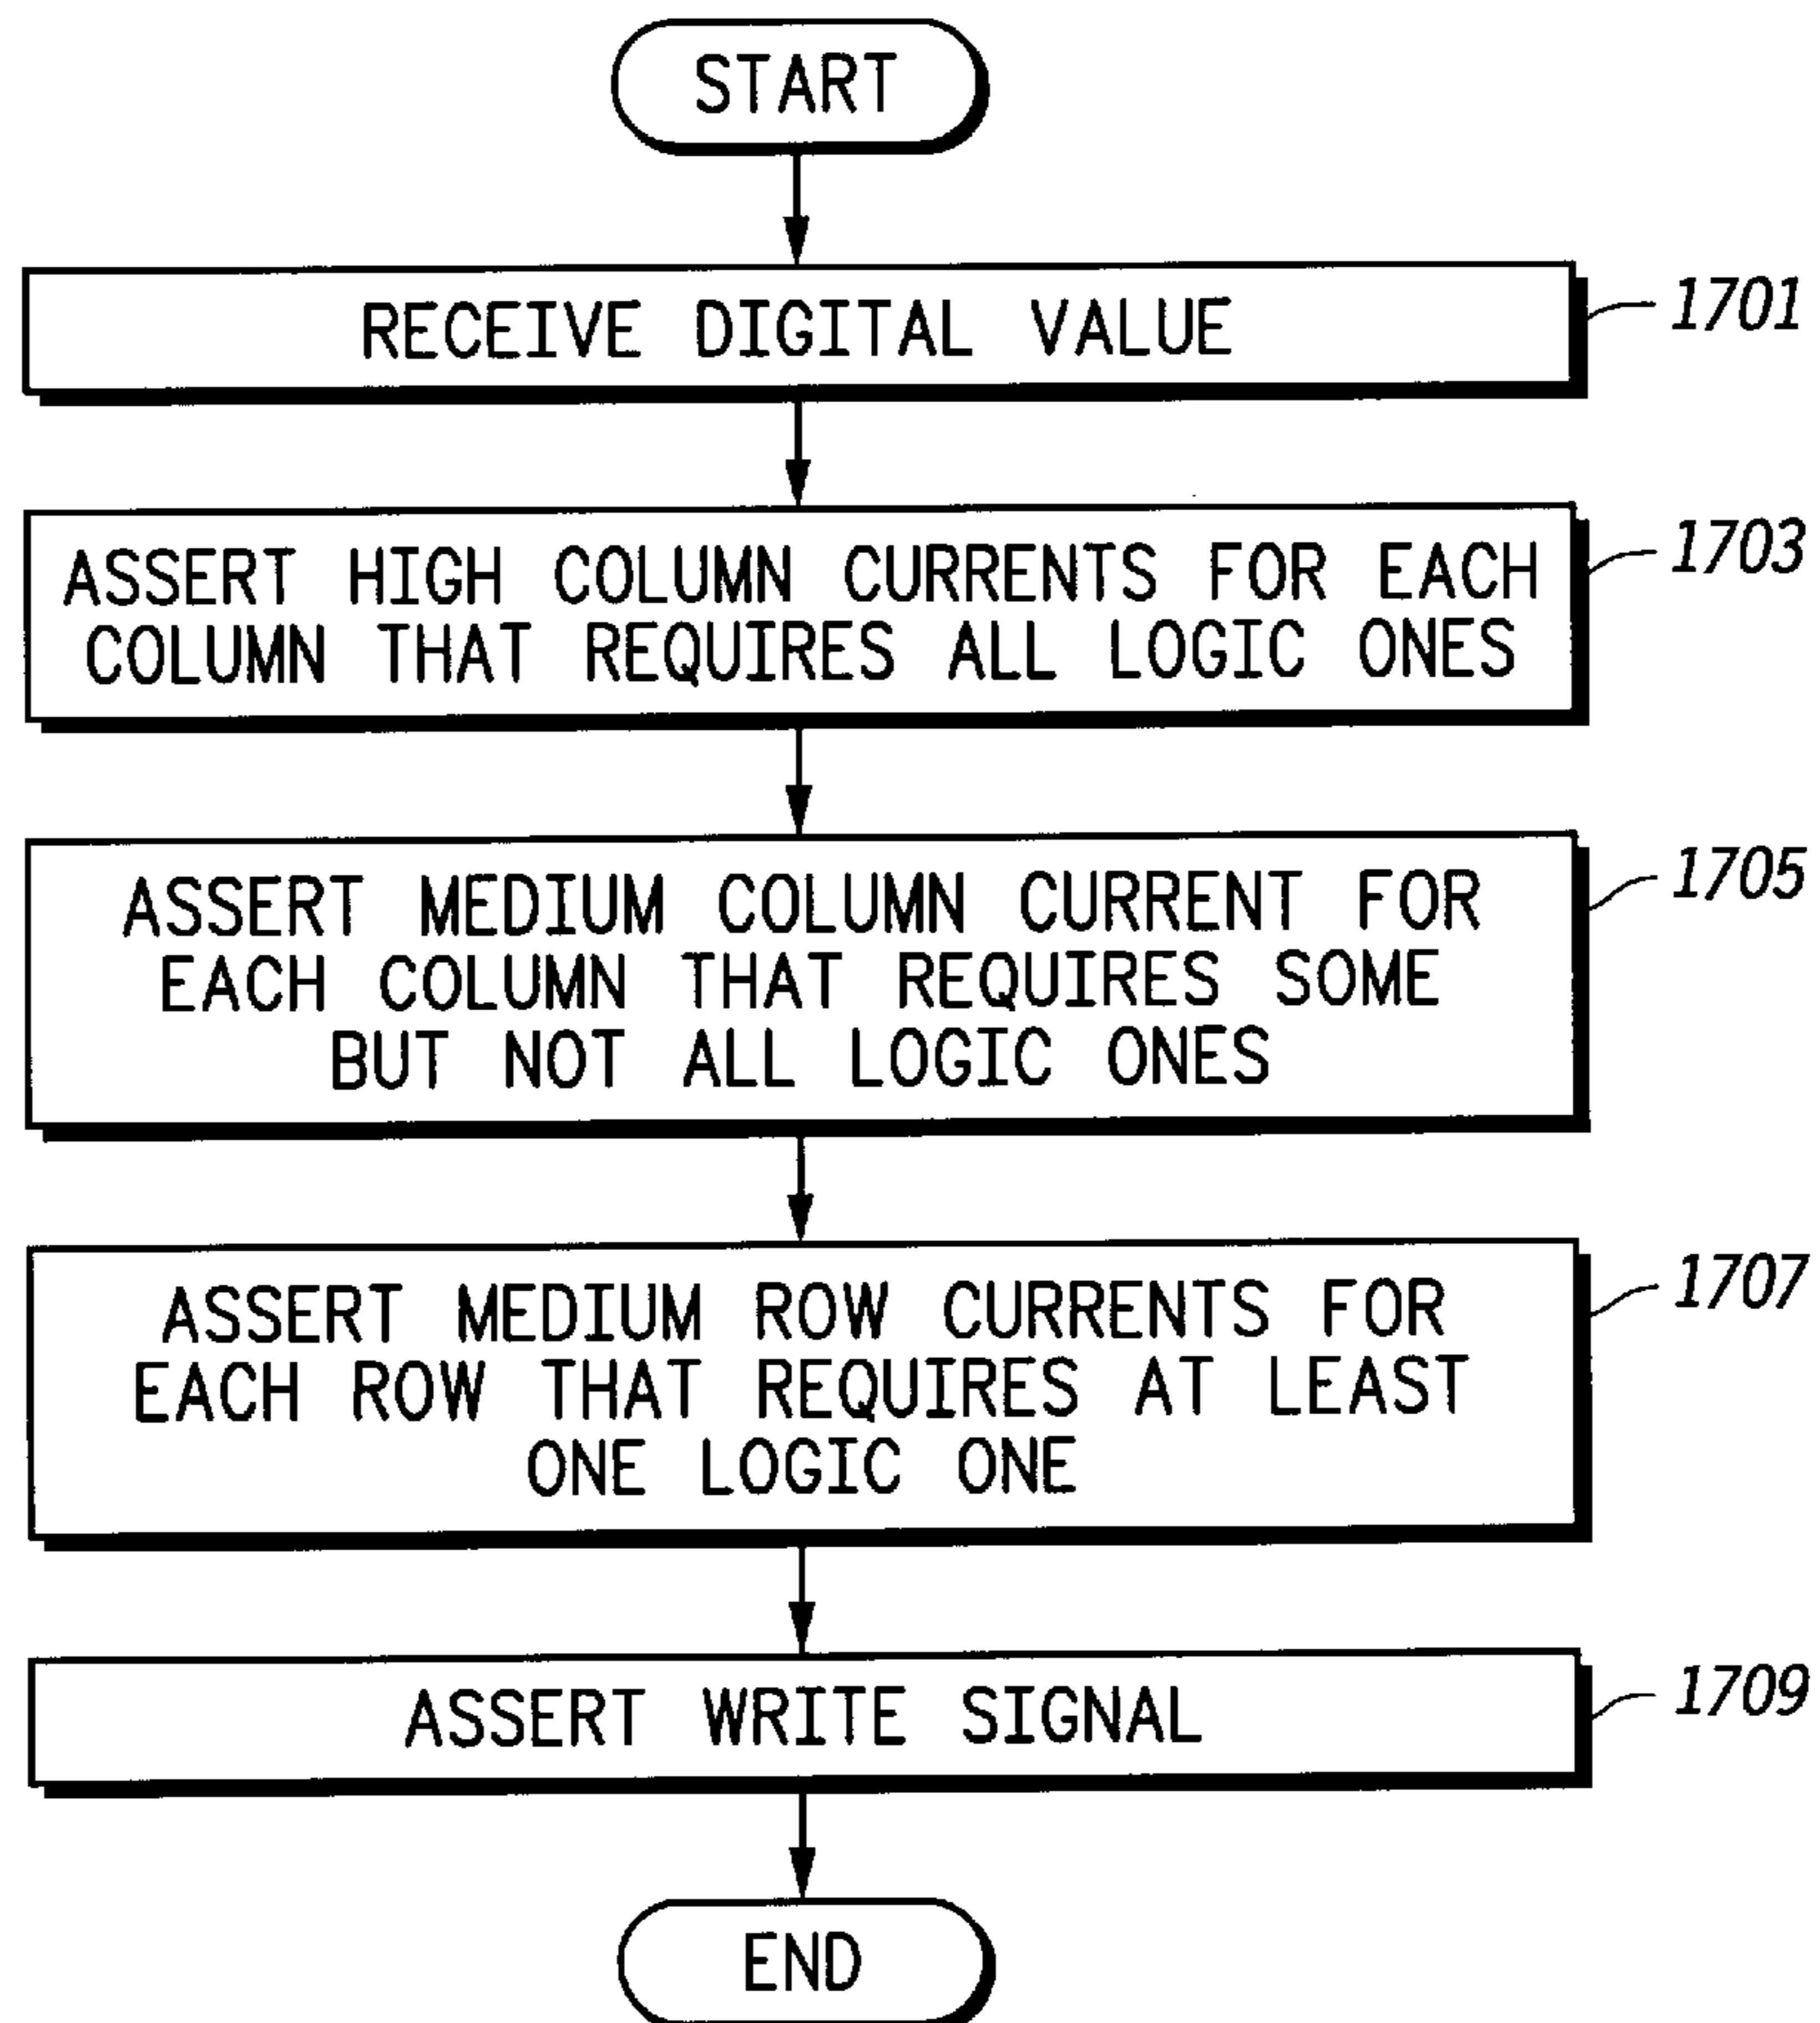 START
RECEIVE DIGITAL VALUE
1701
ASSERT HIGH COLUMN CURRENTS FOR EACH
COLUMN THAT REQUIRES ALL LOGIC ONES
1703
ASSERT MEDIUM COLUMN CURRENT FOR
EACH COLUMN THAT REQUIRES SOME
BUT NOT ALL LOGIC ONES
1705
ASSERT MEDIUM ROW CURRENTS FOR
EACH ROW THAT REQUIRES AT LEAST
ONE LOGIC ONE
1707
ASSERT WRITE SIGNAL
1709
END